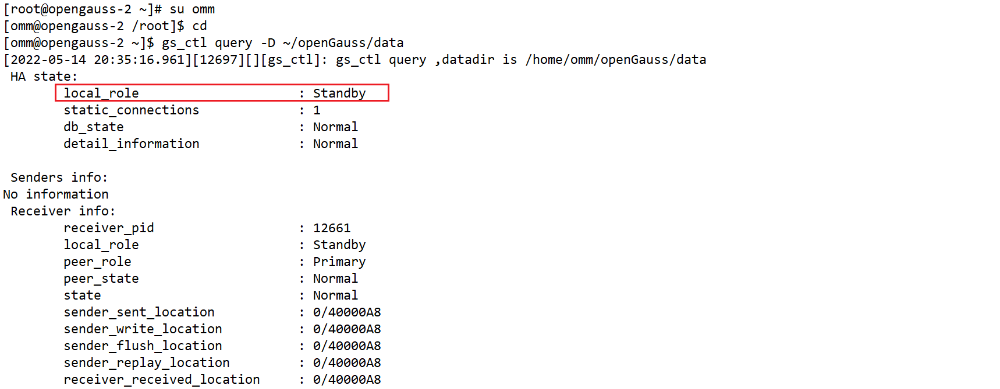 [root@opengauss-2 ~]# su omm
[omm@opengauss-2 /root]$ cd
[omm@opengauss-2 ~]$ gs_ctl query -D ~/openGauss/data
[2022-05-14 20:35:16.961][12697][][gs_ctl]: gs_ctl query ,datadir is /home/omm/openGauss/data
 HA state:
        local_role                     : Standby
        static_connections             : 1
        db_state                       : Normal
        detail_information             : Normal

 Senders info:
No information
 Receiver info:
        receiver_pid                   : 12661
        local_role                     : Standby
        peer_role                      : Primary
        peer_state                     : Normal
        state                          : Normal
        sender_sent_location           : 0/40000A8
        sender_write_location          : 0/40000A8
        sender_flush_location          : 0/40000A8
        sender_replay_location         : 0/40000A8
        receiver_received_location     : 0/40000A8